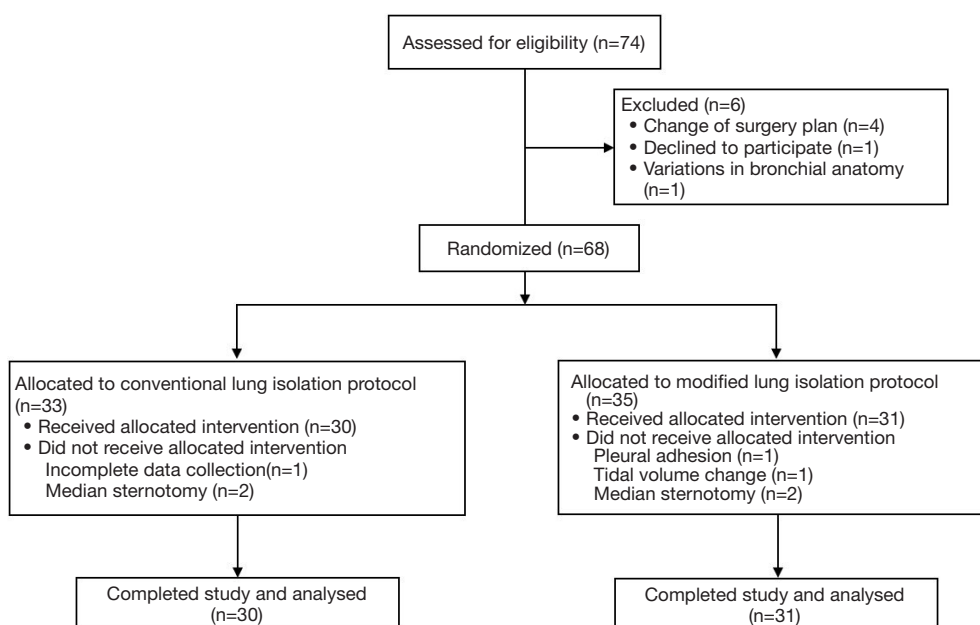 Assessed for eligibility (n=74)
Excluded (n=6)
• Change of surgery plan (n=4)
• Declined to participate (n=1)
• Variations in bronchial anatomy
(n=1)
Randomized (n=68)
Allocated to conventional lung isolation protocol
(n=33)
• Received allocated intervention (n=30)
• Did not receive allocated intervention
Incomplete data collection(n=1)
Median sternotomy (n=2)
Allocated to modified lung isolation protocol
(n=35)
• Received allocated intervention (n=31)
• Did not receive allocated intervention
Pleural adhesion (n=1)
Tidal volume change (n=1)
Median sternotomy (n=2)
Completed study and analysed
(n=30)
Completed study and analysed
(n=31)